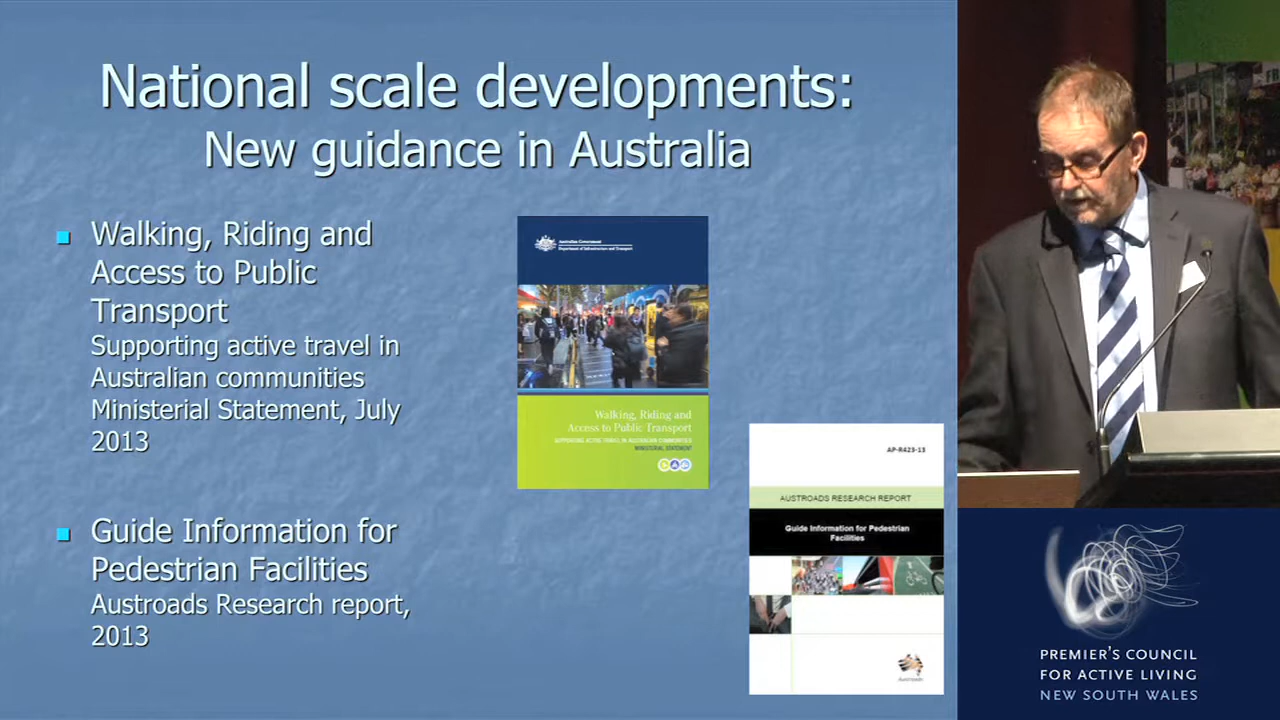 National scale developments:
New guidance in Australia
Walking, Riding and
Access to Public
Transport
Supporting active travel in
Australian communities
Ministerial Statement, July
2013
Guide Information for
Pedestrian Facilities
Austroads Research report,
2013
Australian Government
Department of Infrastructure and Transport
Walking, Riding and
Access to Public Transport
SUPPORTING ACTIVE TRAVEL IN AUSTRALIAN COMMUNITIES
MINISTERIAL STATEMENT
AP-R423-13
AUSTROADS RESEARCH REPORT
Guide Information for Pedestrian
Facilities
Austroads
PREMIER'S COUNCIL
FOR ACTIVE LIVING
NEW SOUTH WALES